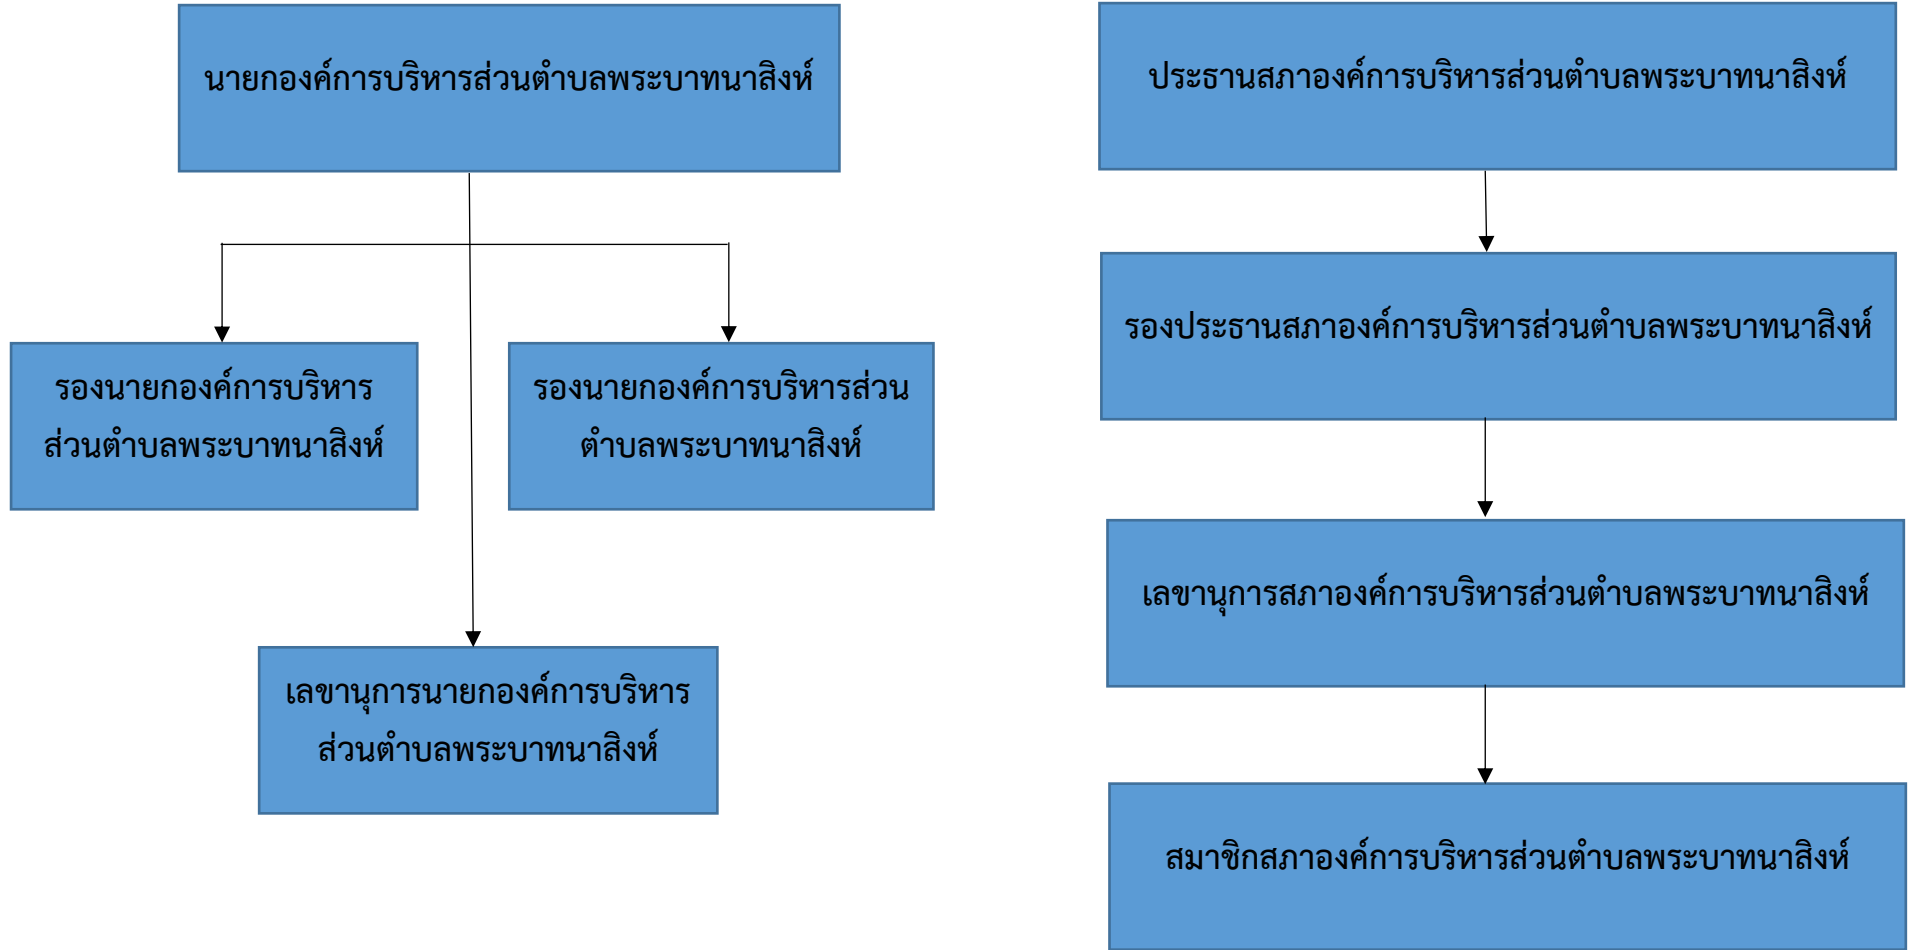 นายกองค์การบริหารส่วนตำบลพระบาทนาสิงห์
รองนายกองค์การบริหาร
ส่วนตำบลพระบาทนาสิงห์
รองนายกองค์การบริหารส่วน
ตำบลพระบาทนาสิงห์
เลขานุการนายกองค์การบริหาร
ส่วนตำบลพระบาทนาสิงห์
ประธานสภาองค์การบริหารส่วนตำบลพระบาทนาสิงห์
รองประธานสภาองค์การบริหารส่วนตำบลพระบาทนาสิงห์
เลขานุการสภาองค์การบริหารส่วนตำบลพระบาทนาสิงห์
สมาชิกสภาองค์การบริหารส่วนตำบลพระบาทนาสิงห์